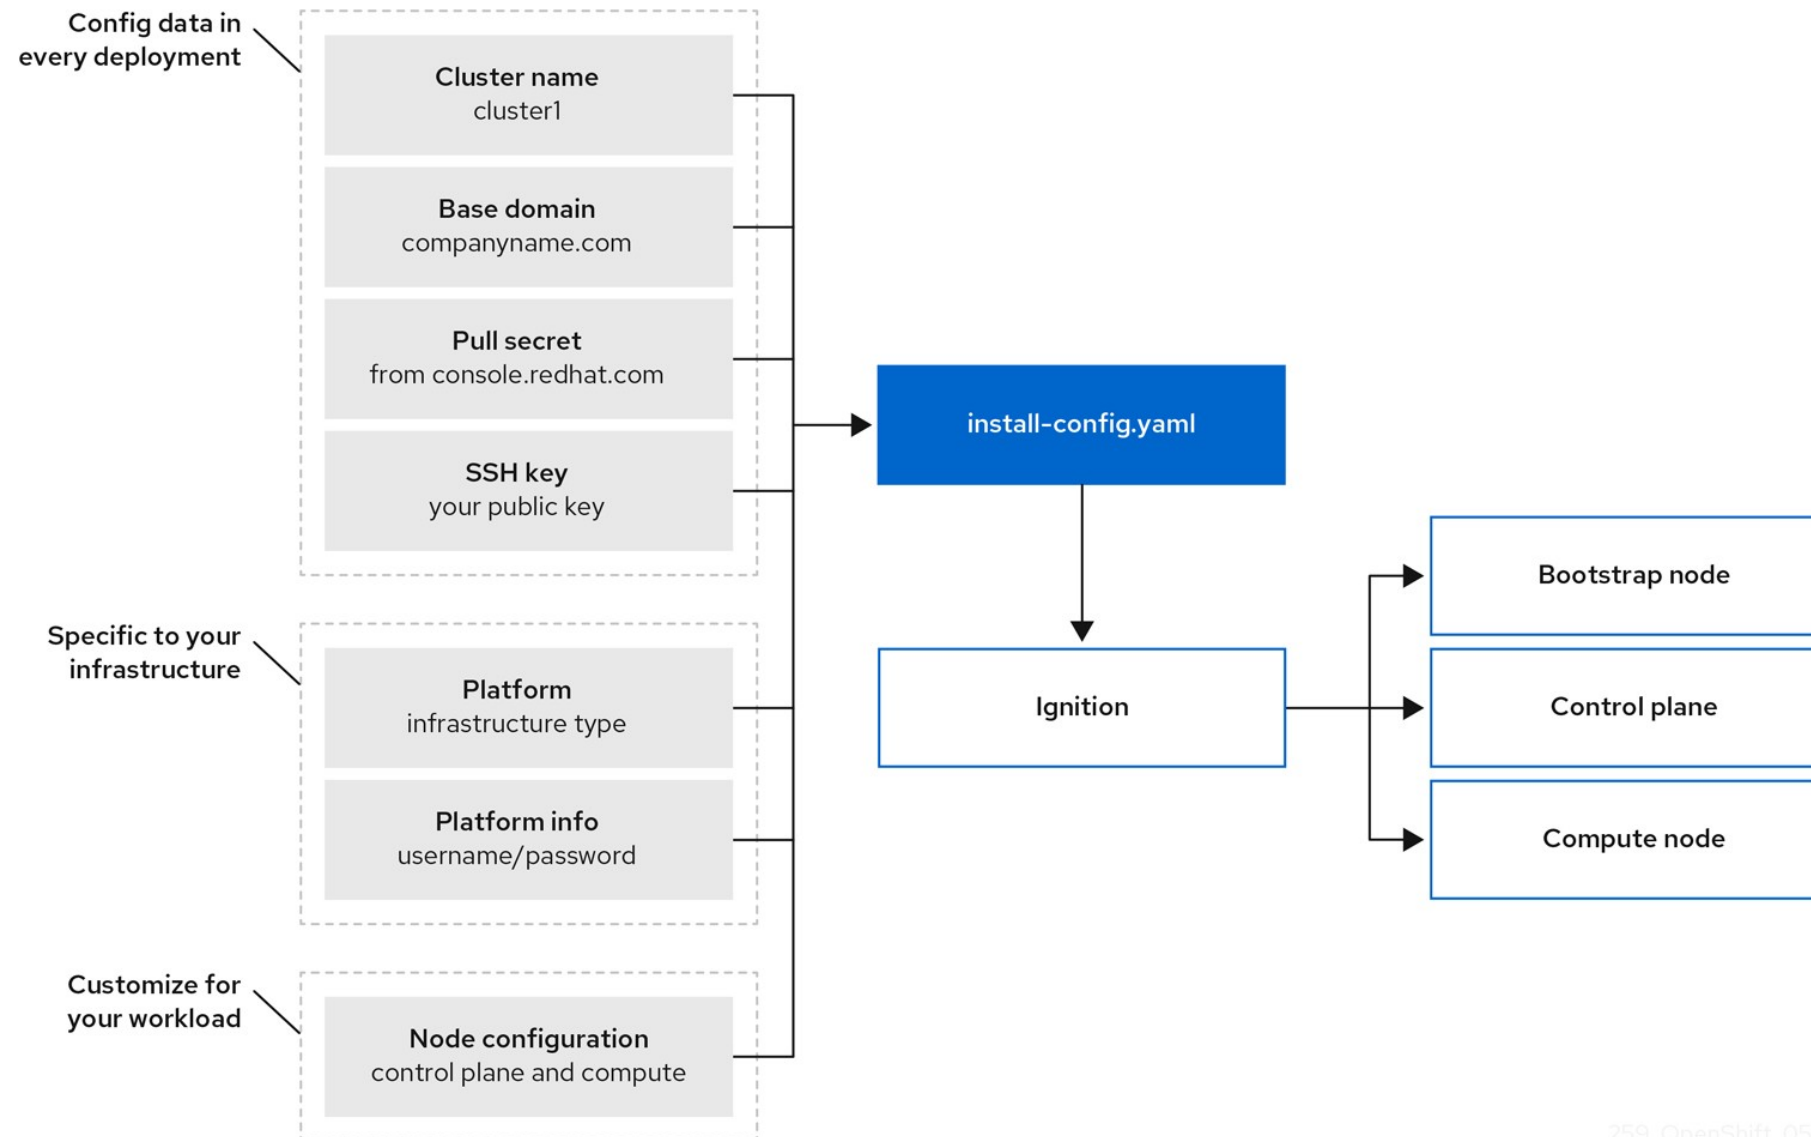 Config data in
every deployment
Cluster name
cluster1
Base domain
companyname.com
Pull secret
from console.redhat.com
SSH key
your public key
Specific to your
infrastructure
Platform
infrastructure type
Platform info
username/password
Customize for
your workload
Node configuration
control plane and compute
install-config.yaml
Ignition
Bootstrap node
Control plane
Compute node
259_OpenShift_05